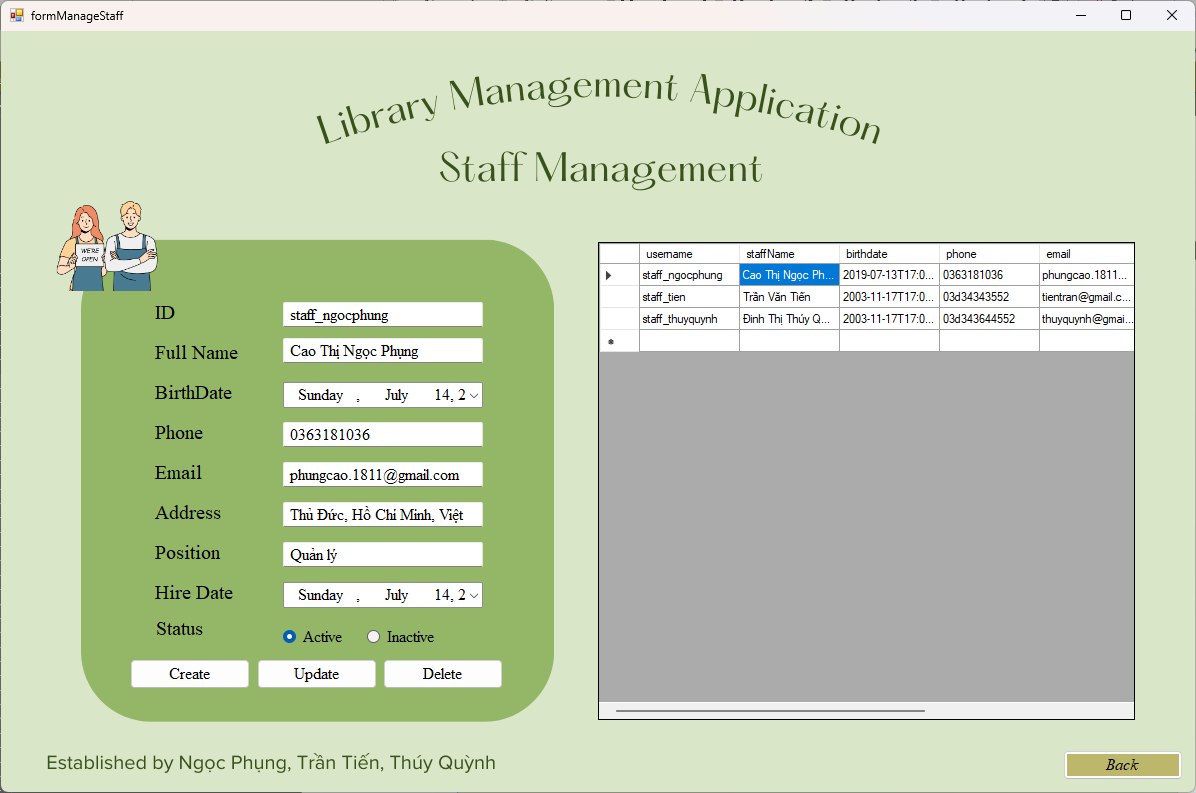 formManageStaff
Library Management Application
Staff Management
WE'RE
OPEN
ID
staff_ngocphung
Full Name
Cao Thị Ngọc Phụng
BirthDate
Sunday , July 14, 2
Phone
0363181036
Email
phungcao.1811@gmail.com
Address
Thủ Đức, Hồ Chí Minh, Việt
Position
Quản lý
Hire Date
Sunday , July 14, 2
Status
Active Inactive
Create Update Delete
username staffName birthdate phone email
staff_ngocphung Cao Thị Ngọc Ph... 2019-07-13T17:0... 0363181036 phungcao.1811...
staff_tien Trần Văn Tiến 2003-11-17T17:0... 03d34343552 tientran@gmail.c...
staff_thuyquynh Đinh Thị Thúy Q... 2003-11-17T17:0... 03d343644552 thuyquynh@gmai...
Established by Ngọc Phụng, Trần Tiến, Thúy Quỳnh
Back